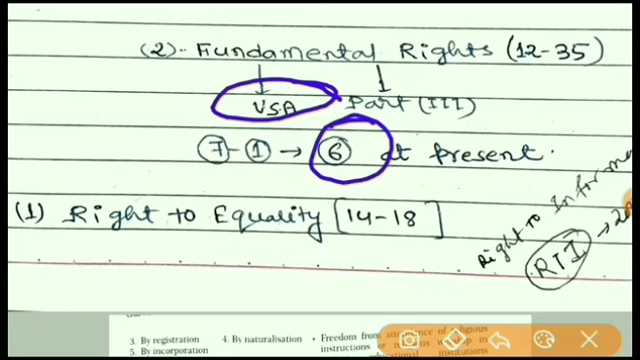 (2). Fundamental Rights (12-35)
VSA Part (III)
7 - 1 → 6 at present.
(1) Right to Equality [14-18]
Right to
RTI →
3. By registration 4. By naturalisation • Freedom from attendance of religious
5. By incorporation instructions or worship in
institutions